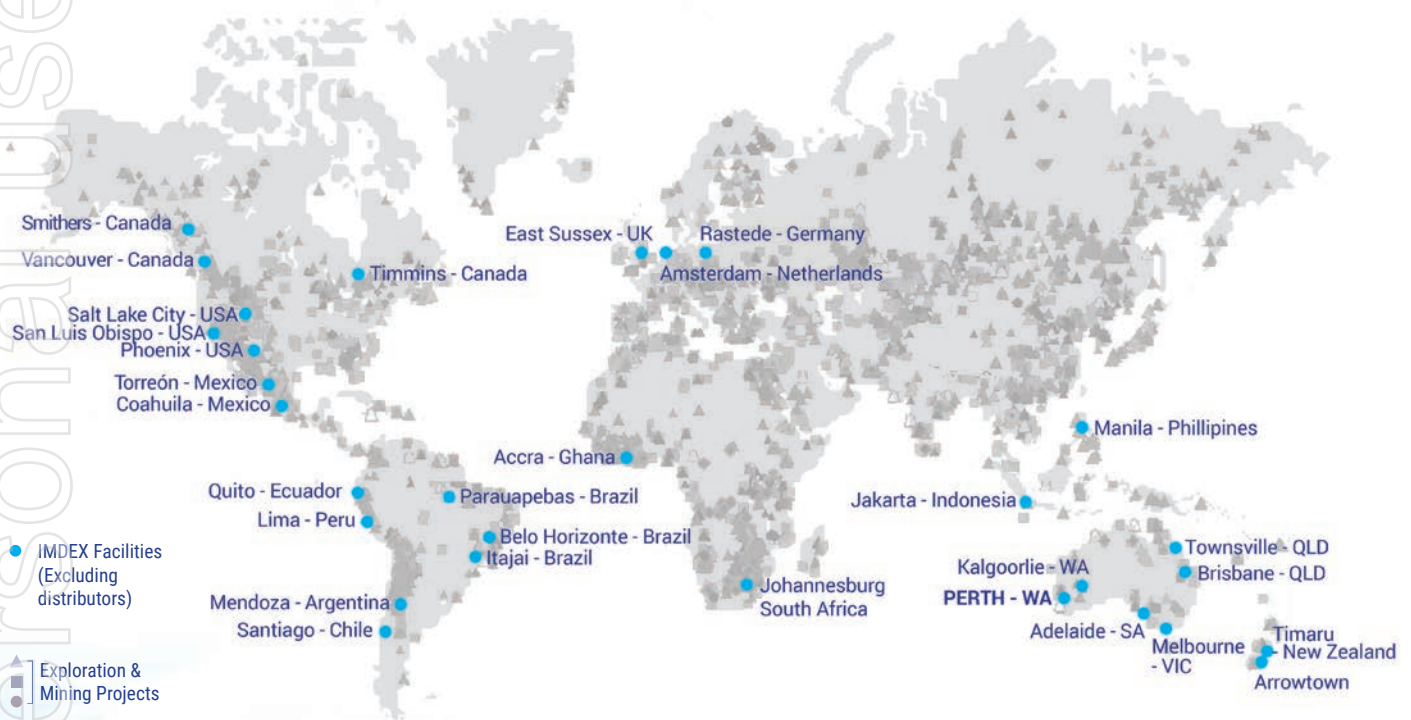 ersonal use
Smithers - Canada
Vancouver - Canada
Timmins - Canada
Salt Lake City - USA
San Luis Obispo - USA
Phoenix - USA
Torreón - Mexico
Coahuila - Mexico
East Sussex - UK
Rastede - Germany
Amsterdam - Netherlands
Accra - Ghana
Manila - Phillipines
Quito - Ecuador
Parauapebas - Brazil
Lima - Peru
Belo Horizonte - Brazil
Itajai - Brazil
Jakarta - Indonesia
Mendoza - Argentina
Santiago - Chile
Johannesburg
South Africa
Townsville - QLD
Brisbane - QLD
Kalgoorlie - WA
PERTH - WA
Adelaide - SA
Melbourne
- VIC
Timaru
- New Zealand
Arrowtown
IMDEX Facilities
(Excluding
distributors)
Exploration &
Mining Projects